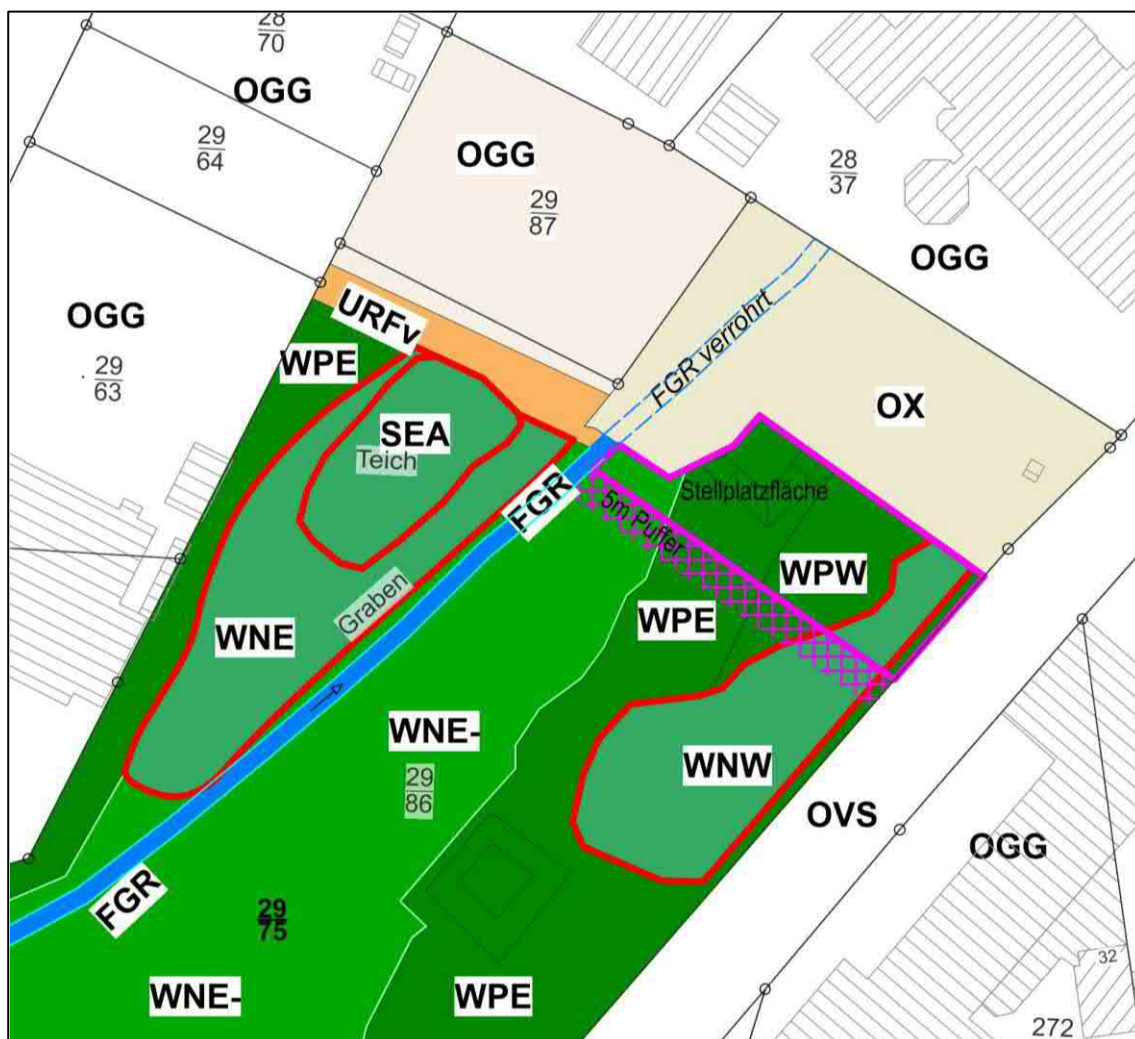 28
70
OGG
29
64
OGG
29
87
28
37
OGG
OGG
29
63
URFv
WPE
FGR verrohrt
OX
SEA
Teich
FGR
Stellplatzfläche
5m Puffer
WPW
Graben
WPE
WNE
WNE-
29
86
WNW
OVS
OGG
FGR
29
75
WNE-
WPE
32
272